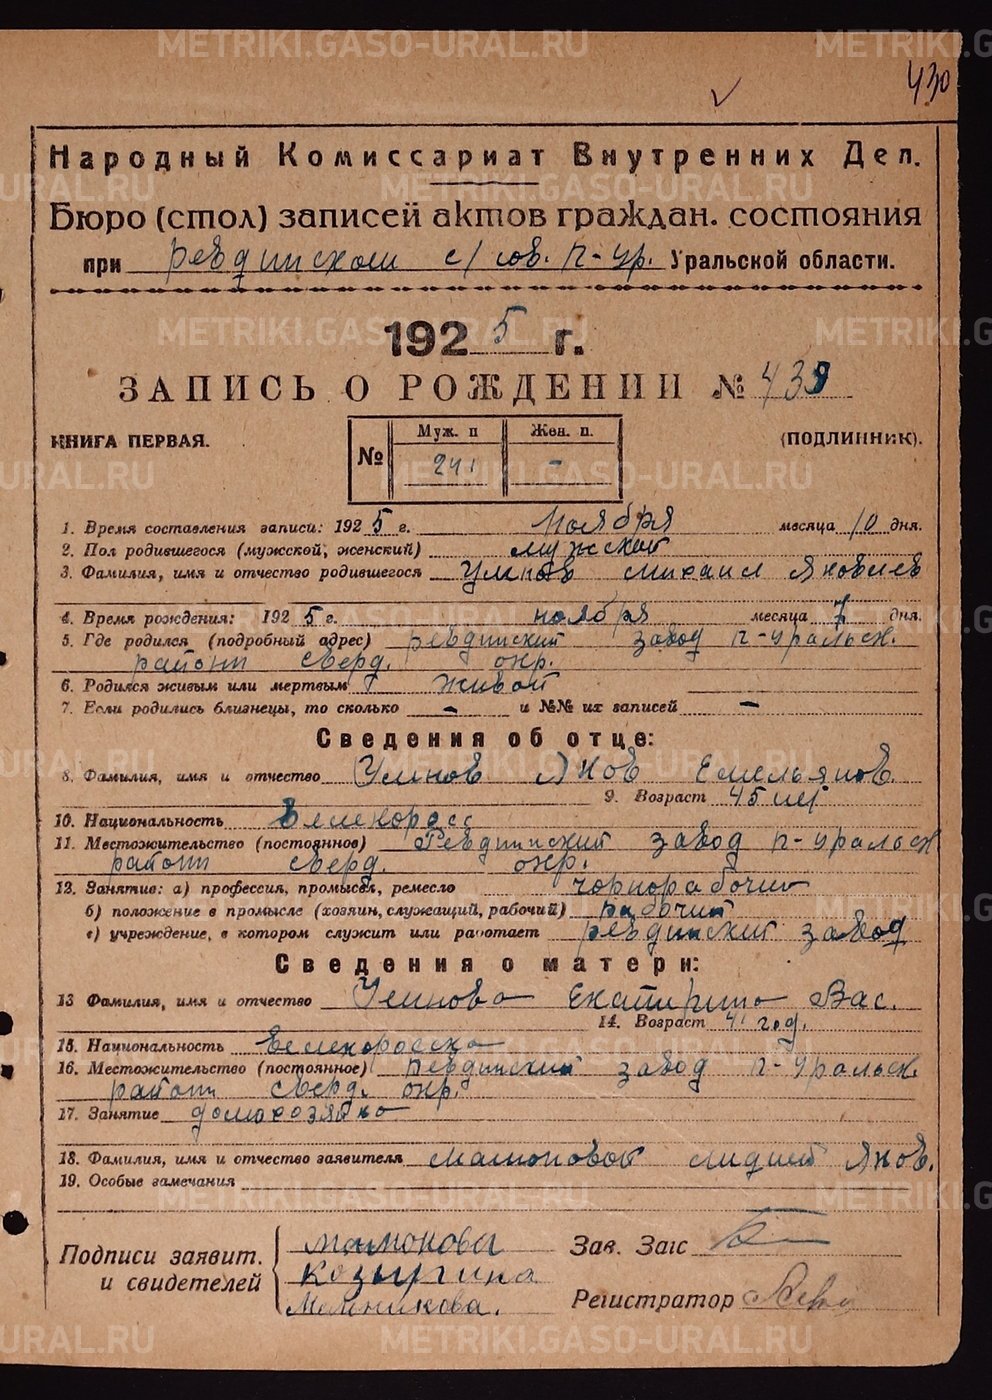 430
Народный Комиссариат Внутренних Дел.
Бюро (стол) записей актов граждан. состояния
при Ревдинском с/сов. П-Ур. Уральской области.
1925 г.
ЗАПИСЬ О РОЖДЕНИИ № 439
КНИГА ПЕРВАЯ.
(ПОДЛИННИК).
№ Муж. п Жен. п.
241 -
1. Время составления записи: 1925 г. Ноября месяца 10 дня.
2. Пол родившегося (мужской, женский) мужской
3. Фамилия, имя и отчество родившегося Умнов Михаил Яковлев
4. Время рождения: 1925 г. ноября месяца 7 дня.
5. Где родился (подробный адрес) Ревдинский завод П-Уральск.
района Сверд. окр.
6. Родился живым или мертвым живой
7. Если родились близнецы, то сколько - и №№ их записей -
Сведения об отце:
8. Фамилия, имя и отчество Умнов Яков Емельянов.
9. Возраст 45 лет
10. Национальность Великоросс
11. Местожительство (постоянное) Ревдинский завод П-Уральск
района Сверд. окр.
12. Занятие: а) профессия, промысел, ремесло чорнорабочий
б) положение в промысле (хозяин, служащий, рабочий) рабочий
в) учреждение, в котором служит или работает Ревдинский завод
Сведения о матери:
13 Фамилия, имя и отчество Умнова Екатирина Вас.
14. Возраст 41 год.
15. Национальность Великоросска
16. Местожительство (постоянное) Ревдинский завод П-Уральск.
района Сверд. окр.
17. Занятие домохозяйка
18. Фамилия, имя и отчество заявителя Мамоновой Лидией Яков.
19. Особые замечания
Подписи заявит.
и свидетелей
Мамонова
Козырина
Мельникова.
Зав. Загс
Регистратор
METRIKI.GASO-URAL.RU